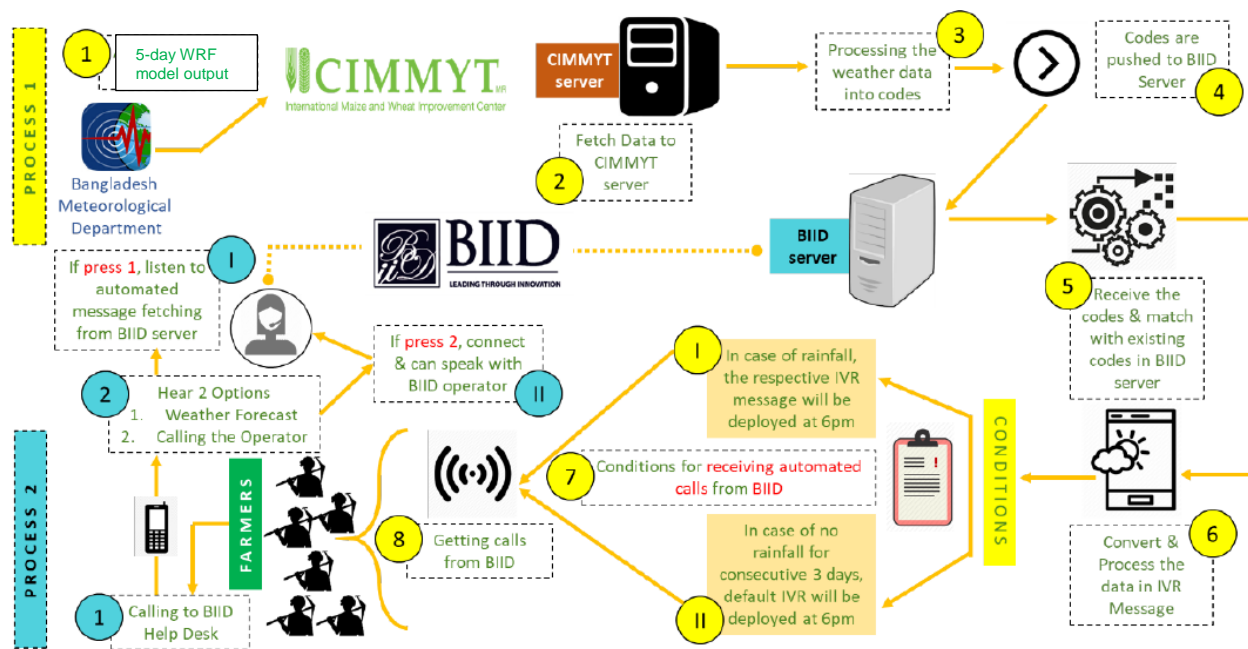 PROCESS 1
1
5-day WRF
model output
Bangladesh
Meteorological
Department
CIMMYT
International Maize and Wheat Improvement Center
CIMMYT
server
2
Fetch Data to
CIMMYT
server
3
Processing the
weather data
into codes
Codes are
pushed to BIID
Server
4
BIID
server
BIID
LEADING THROUGH INNOVATION
5
Receive the
codes & match
with existing
codes in BIID
server
6
Convert &
Process the
data in IVR
Message
CONDITIONS
I
In case of rainfall,
the respective IVR
message will be
deployed at 6pm
7
Conditions for receiving automated
calls from BIID
II
In case of no
rainfall for
consecutive 3 days,
default IVR will be
deployed at 6pm
8
Getting calls
from BIID
FARMERS
PROCESS 2
1
Calling to BIID
Help Desk
2
Hear 2 Options
1. Weather Forecast
2. Calling the Operator
I
If press 1, listen to
automated
message fetching
from BIID server
If press 2, connect
& can speak with
BIID operator
II